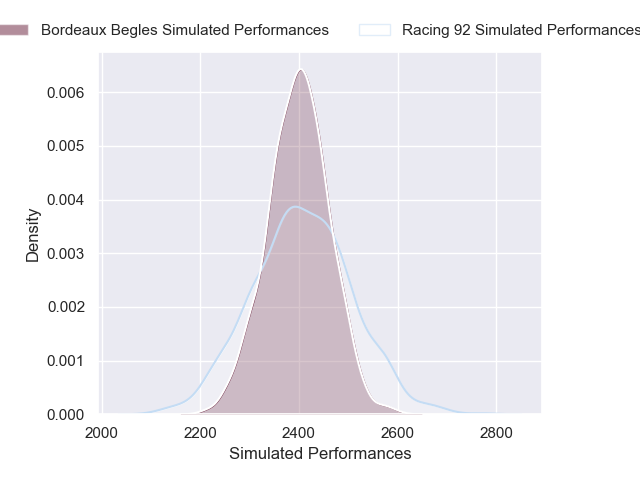 Bordeaux Begles Simulated Performances Racing 92 Simulated Performances
0.006
0.005
0.004
0.003
0.002
0.001
0.000
Density
2000 2200 2400 2600 2800
Simulated Performances